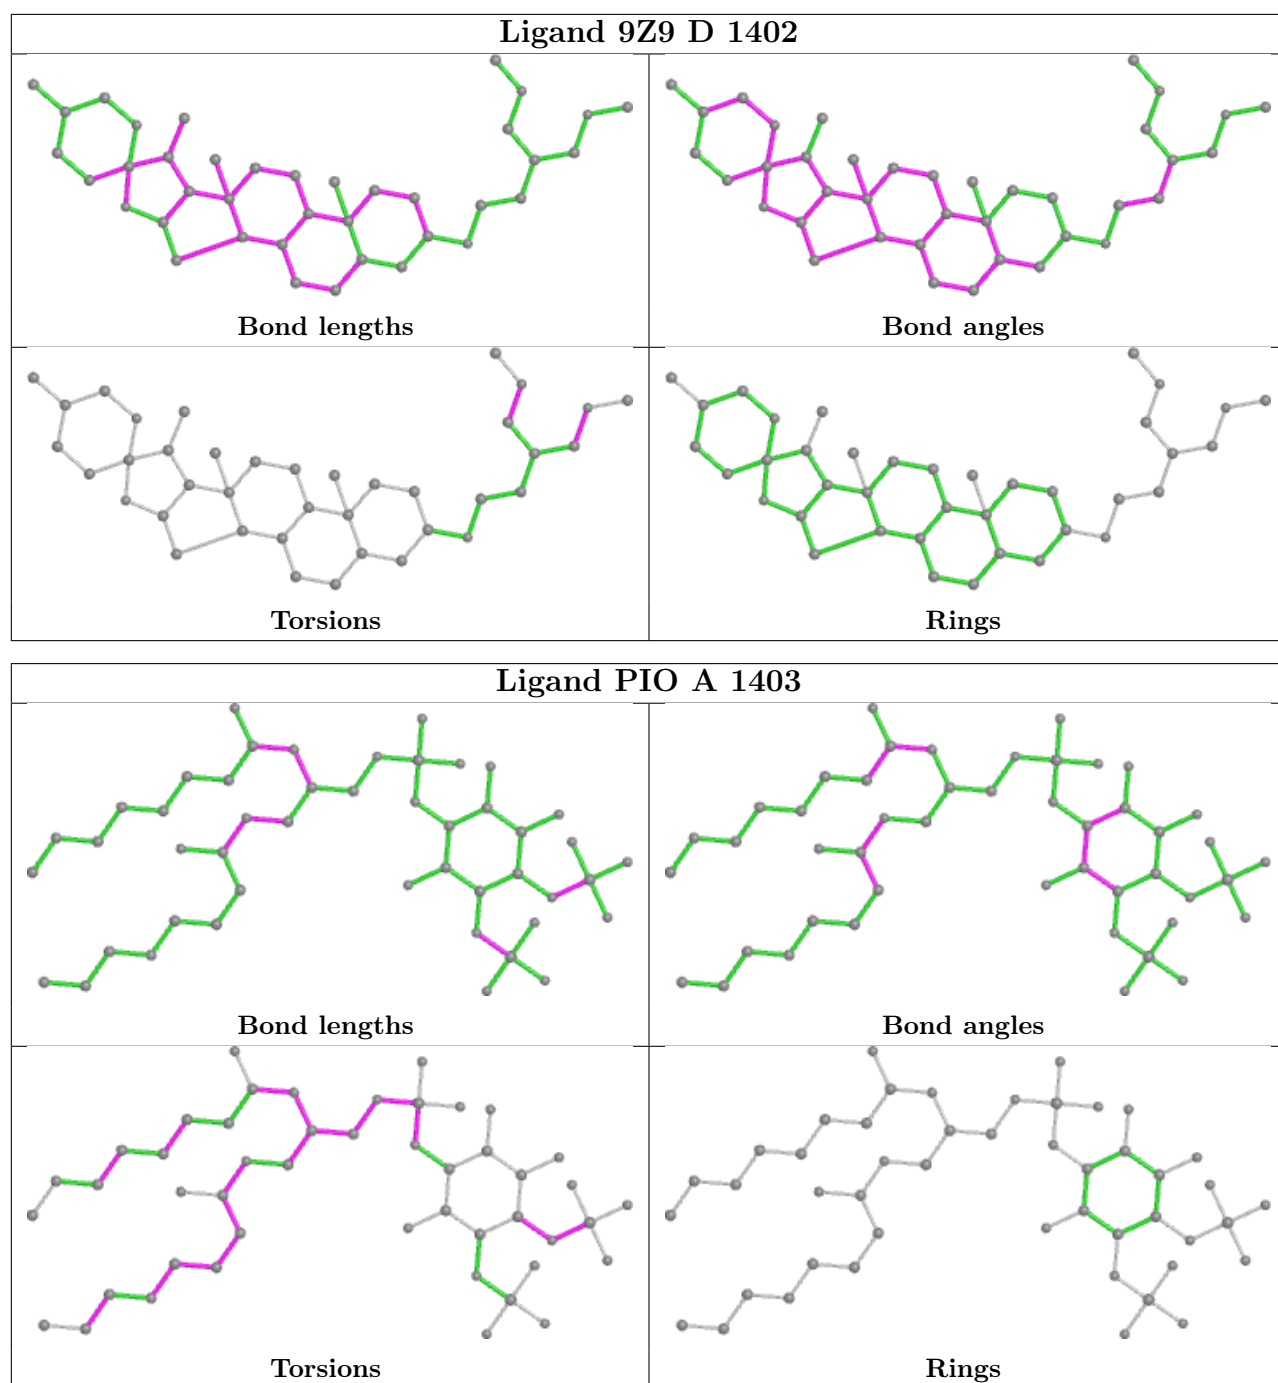 Ligand 9Z9 D 1402
Bond lengths
Bond angles
Torsions
Rings
Ligand PIO A 1403
Bond lengths
Bond angles
Torsions
Rings